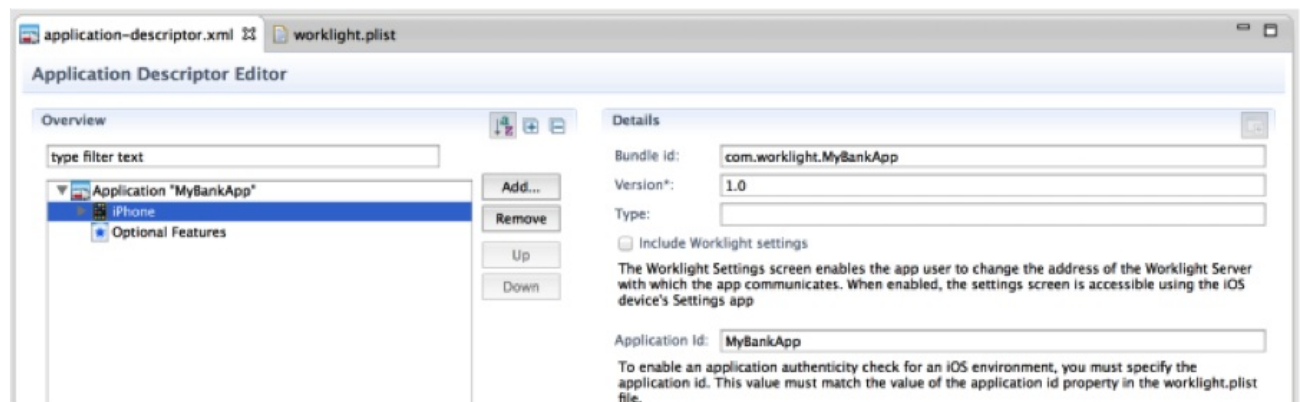 application-descriptor.xml
worklight.plist
Application Descriptor Editor
Overview
type filter text
Application "MyBankApp"
iPhone
Optional Features
Add...
Remove
Up
Down
Details
Bundle id: com.worklight.MyBankApp
Version*: 1.0
Type:
Include Worklight settings
The Worklight Settings screen enables the app user to change the address of the Worklight Server
with which the app communicates. When enabled, the settings screen is accessible using the iOS
device's Settings app
Application Id: MyBankApp
To enable an application authenticity check for an iOS environment, you must specify the
application id. This value must match the value of the application id property in the worklight.plist
file.